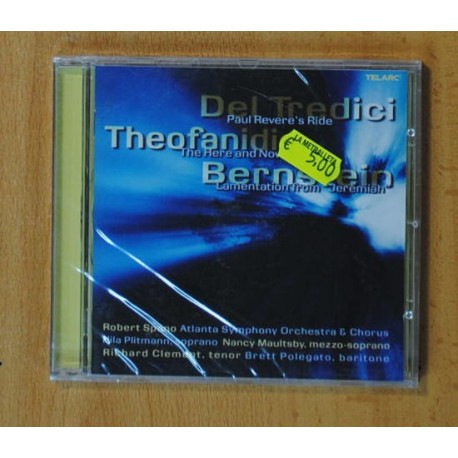 TELARC
Del Tredici
Paul Revere's Ride
Theofanidi
The Here and Now
LA METRALLETA
€ 5,00
Bernstein
Lamentation from "Jeremiah"
Robert Spano Atlanta Symphony Orchestra & Chorus
Hila Plitmann, soprano Nancy Maultsby, mezzo-soprano
Richard Clement, tenor Brett Polegato, baritone